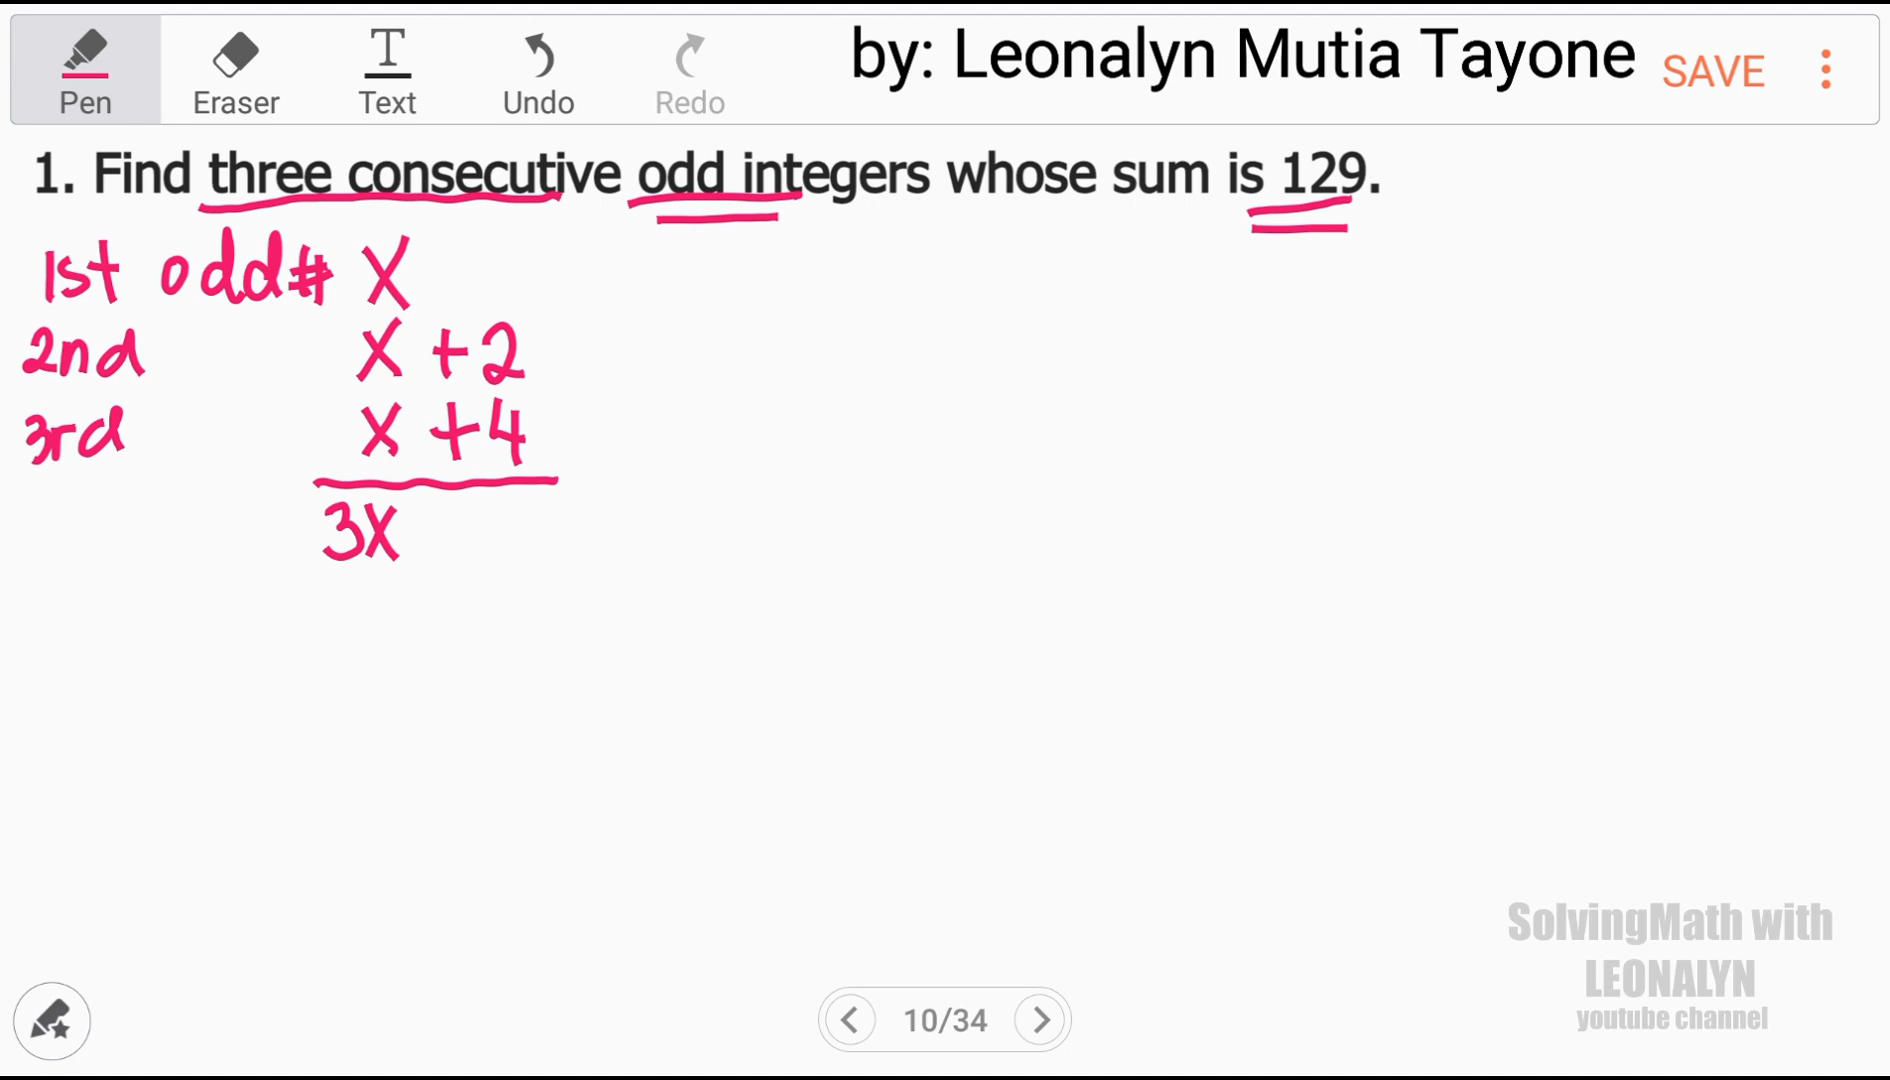 Pen Eraser Text Undo Redo by: Leonalyn Mutia Tayone SAVE
1. Find three consecutive odd integers whose sum is 129.
1st odd# X
2nd X +2
3rd X +4
3X
SolvingMath with
LEONALYN
youtube channel
10/34